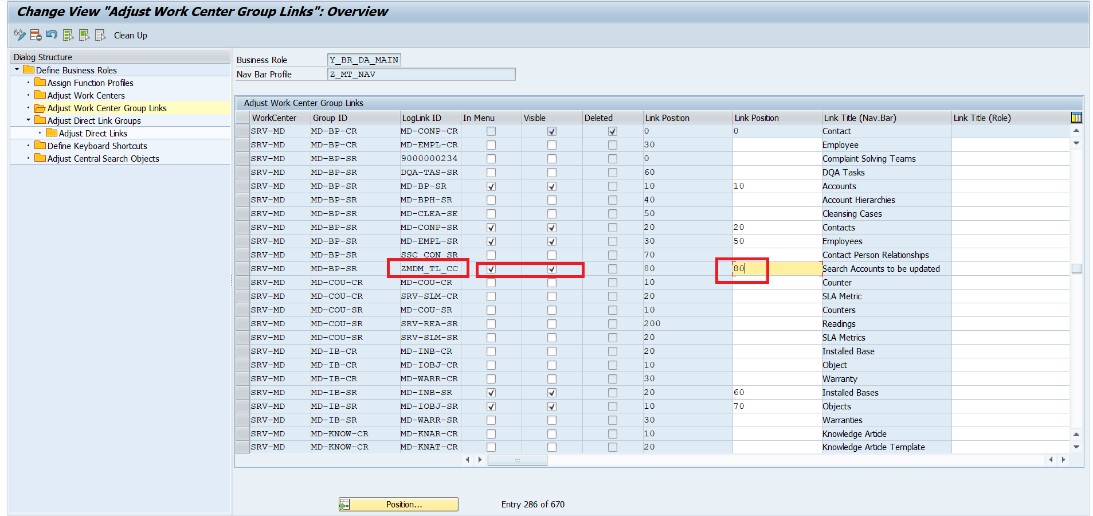 Change View "Adjust Work Center Group Links": Overview
Clean Up
Dialog Structure
Define Business Roles
Assign Function Profiles
Adjust Work Centers
Adjust Work Center Group Links
Adjust Direct Link Groups
Adjust Direct Links
Define Keyboard Shortcuts
Adjust Central Search Objects
Business Role Y_BR_DA_MAIN
Nav Bar Profile Z_MT_NAV
Adjust Work Center Group Links
WorkCenter Group ID LogLink ID In Menu Visible Deleted Link Position Link Position Link Title (Nav.Bar) Link Title (Role)
SRV-MD MD-BP-CR MD-CONP-CR 0 0 Contact
SRV-MD MD-BP-CR MD-EMPL-CR 30 Employee
SRV-MD MD-BP-SR 9000000234 0 Complaint Solving Teams
SRV-MD MD-BP-SR DQA-TAS-SR 60 DQA Tasks
SRV-MD MD-BP-SR MD-BP-SR 10 10 Accounts
SRV-MD MD-BP-SR MD-BPH-SR 40 Account Hierarchies
SRV-MD MD-BP-SR MD-CLEA-SE 50 Cleansing Cases
SRV-MD MD-BP-SR MD-CONP-SR 20 20 Contacts
SRV-MD MD-BP-SR MD-EMPL-SR 30 50 Employees
SRV-MD MD-BP-SR SSC_CON_SR 70 Contact Person Relationships
SRV-MD MD-BP-SR ZMDM_TL_CC 80 80 Search Accounts to be updated
SRV-MD MD-COU-CR MD-COU-CR 10 Counter
SRV-MD MD-COU-CR SRV-SLM-CR 20 SLA Metric
SRV-MD MD-COU-SR MD-COU-SR 10 Counters
SRV-MD MD-COU-SR SRV-REA-SR 200 Readings
SRV-MD MD-COU-SR SRV-SLM-SR 20 SLA Metrics
SRV-MD MD-IB-CR MD-INB-CR 20 Installed Base
SRV-MD MD-IB-CR MD-IOBJ-CR 10 Object
SRV-MD MD-IB-CR MD-WARR-CR 30 Warranty
SRV-MD MD-IB-SR MD-INB-SR 20 60 Installed Bases
SRV-MD MD-IB-SR MD-IOBJ-SR 10 70 Objects
SRV-MD MD-IB-SR MD-WARR-SR 30 Warranties
SRV-MD MD-KNOW-CR MD-KNAR-CR 10 Knowledge Article
SRV-MD MD-KNOW-CR MD-KNAT-CR 20 Knowledge Article Template
Position... Entry 286 of 670